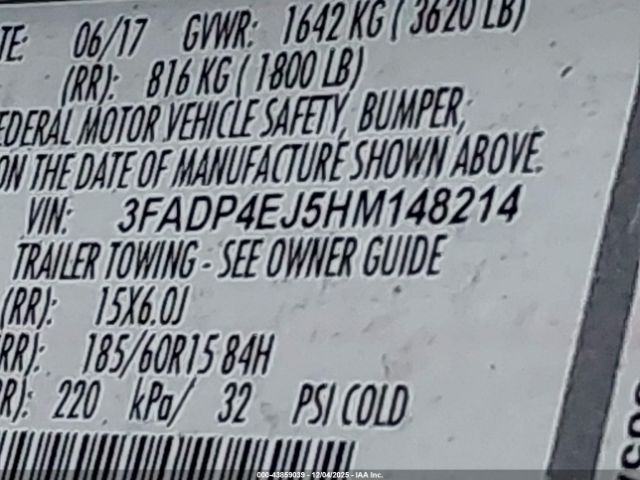 TE: 06/17 GVWR: 1642 KG ( 3620 LB)
(RR): 816 KG ( 1800 LB)
EDERAL MOTOR VEHICLE SAFETY, BUMPER,
ON THE DATE OF MANUFACTURE SHOWN ABOVE.
VIN: 3FADP4EJ5HM148214
TRAILER TOWING - SEE OWNER GUIDE
(RR): 15X6.0J
RR): 185/60R15 84H
R): 220 kPa/ 32 PSI COLD
000-43859039 - 12/04/2025 - IAA Inc.